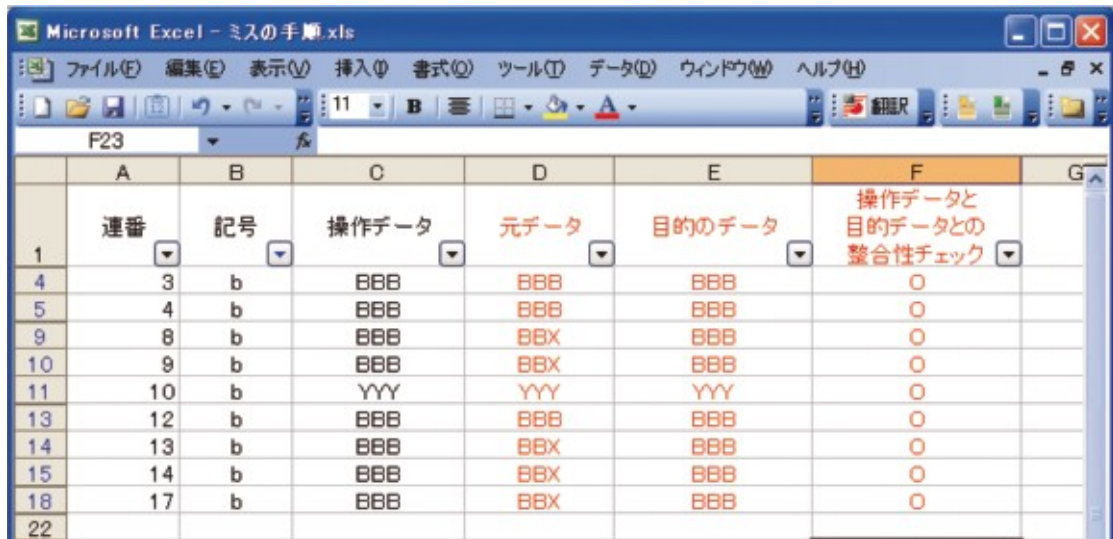 Microsoft Excel - ミスの手順.xls
ファイル(F) 編集(E) 表示(V) 挿入(I) 書式(O) ツール(T) データ(D) ウィンドウ(W) ヘルプ(H)
11 B A 翻訳
F23 fx
A B C D E F G
1 連番 記号 操作データ 元データ 目的のデータ 操作データと
目的データとの
整合性チェック
4 3 b BBB BBB BBB O
5 4 b BBB BBB BBB O
9 8 b BBB BBX BBB O
10 9 b BBB BBX BBB O
11 10 b YYY YYY YYY O
13 12 b BBB BBB BBB O
14 13 b BBB BBX BBB O
15 14 b BBB BBX BBB O
18 17 b BBB BBX BBB O
22